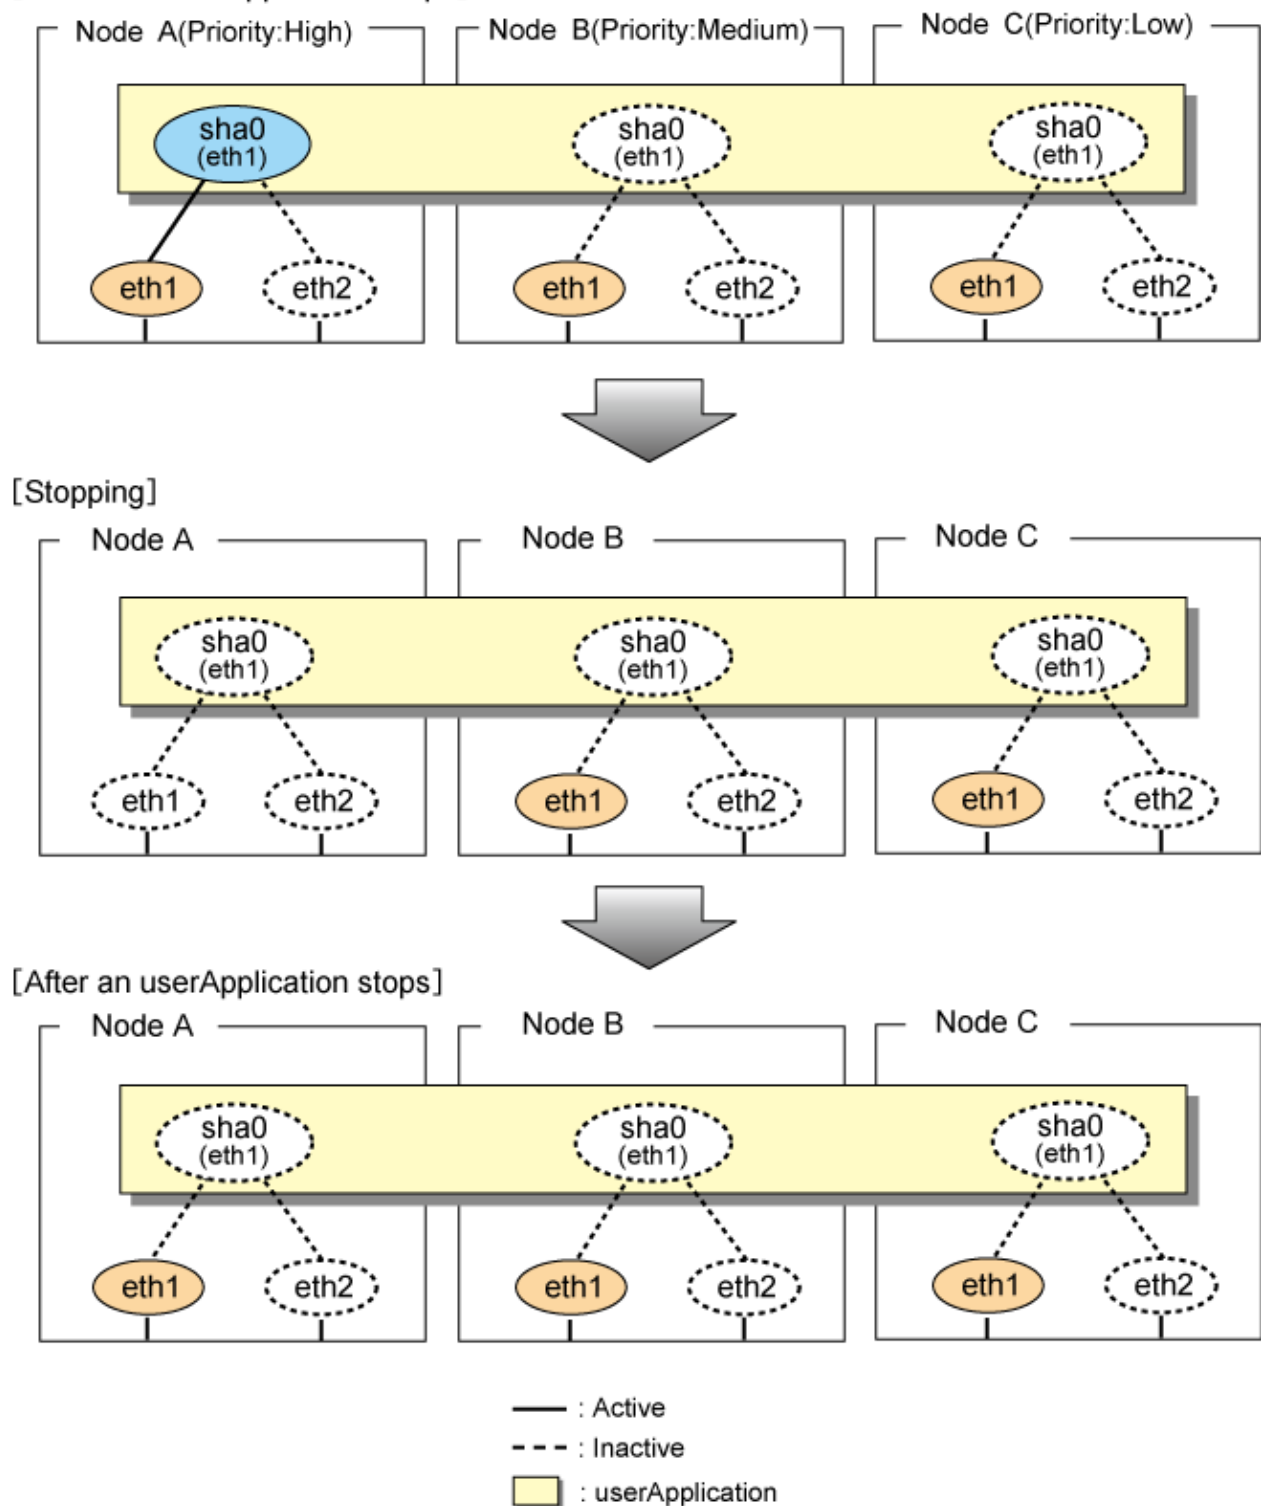 Node A(Priority:High)
Node B(Priority:Medium)
Node C(Priority:Low)
sha0
(eth1)
sha0
(eth1)
sha0
(eth1)
eth1
eth2
eth1
eth2
eth1
eth2
[Stopping]
Node A
Node B
Node C
sha0
(eth1)
sha0
(eth1)
sha0
(eth1)
eth1
eth2
eth1
eth2
eth1
eth2
[After an userApplication stops]
Node A
Node B
Node C
sha0
(eth1)
sha0
(eth1)
sha0
(eth1)
eth1
eth2
eth1
eth2
eth1
eth2
: Active
: Inactive
: userApplication